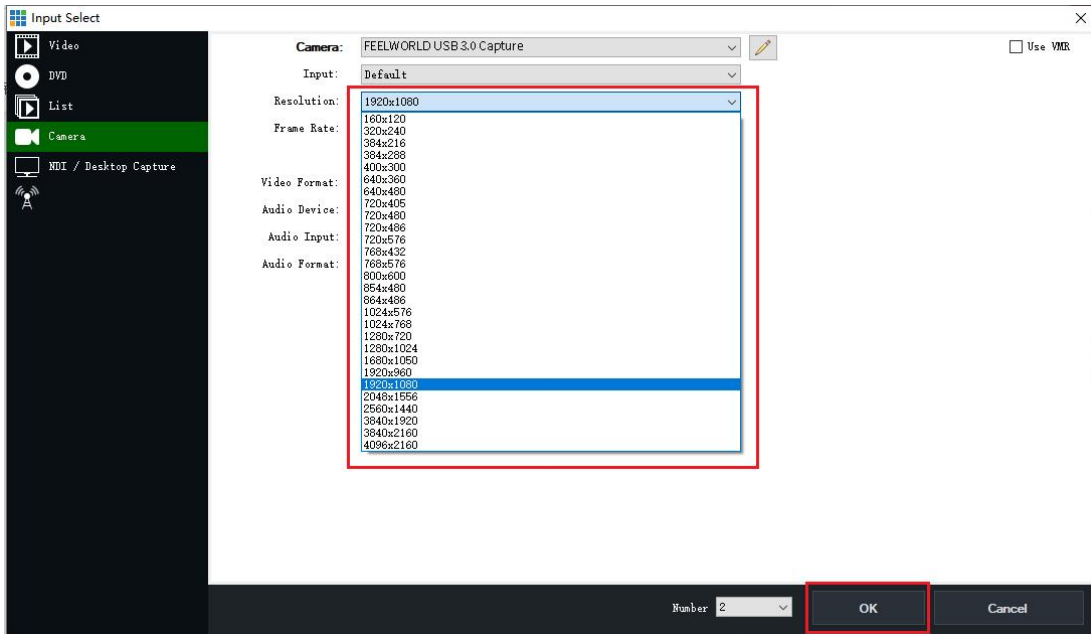 Input Select
Video
DVD
List
Camera
NDI / Desktop Capture
Camera: FEELWORLD USB 3.0 Capture
Use VMR
Input: Default
Resolution: 1920x1080
Frame Rate:
Video Format:
Audio Device:
Audio Input:
Audio Format:
160x120
320x240
384x216
384x288
400x300
640x360
640x480
720x405
720x480
720x486
720x576
768x432
768x576
800x600
854x480
864x486
1024x576
1024x768
1280x720
1280x1024
1680x1050
1920x960
1920x1080
2048x1556
2560x1440
3840x1920
3840x2160
4096x2160
Number 2
OK
Cancel